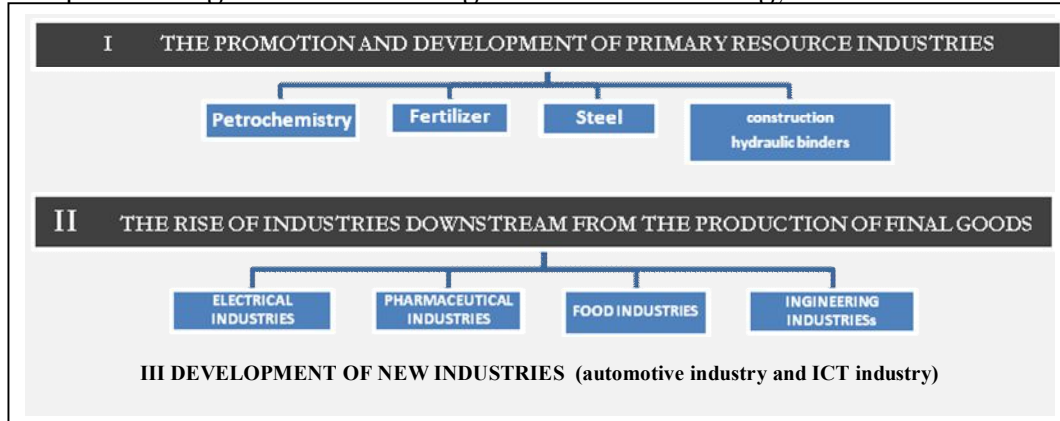 I THE PROMOTION AND DEVELOPMENT OF PRIMARY RESOURCE INDUSTRIES
Petrochemistry
Fertilizer
Steel
construction
hydraulic binders
II THE RISE OF INDUSTRIES DOWNSTREAM FROM THE PRODUCTION OF FINAL GOODS
ELECTRICAL
INDUSTRIES
PHARMACEUTICAL
INDUSTRIES
FOOD INDUSTRIES
INGINEERING
INDUSTRIESs
III DEVELOPMENT OF NEW INDUSTRIES (automotive industry and ICT industry)